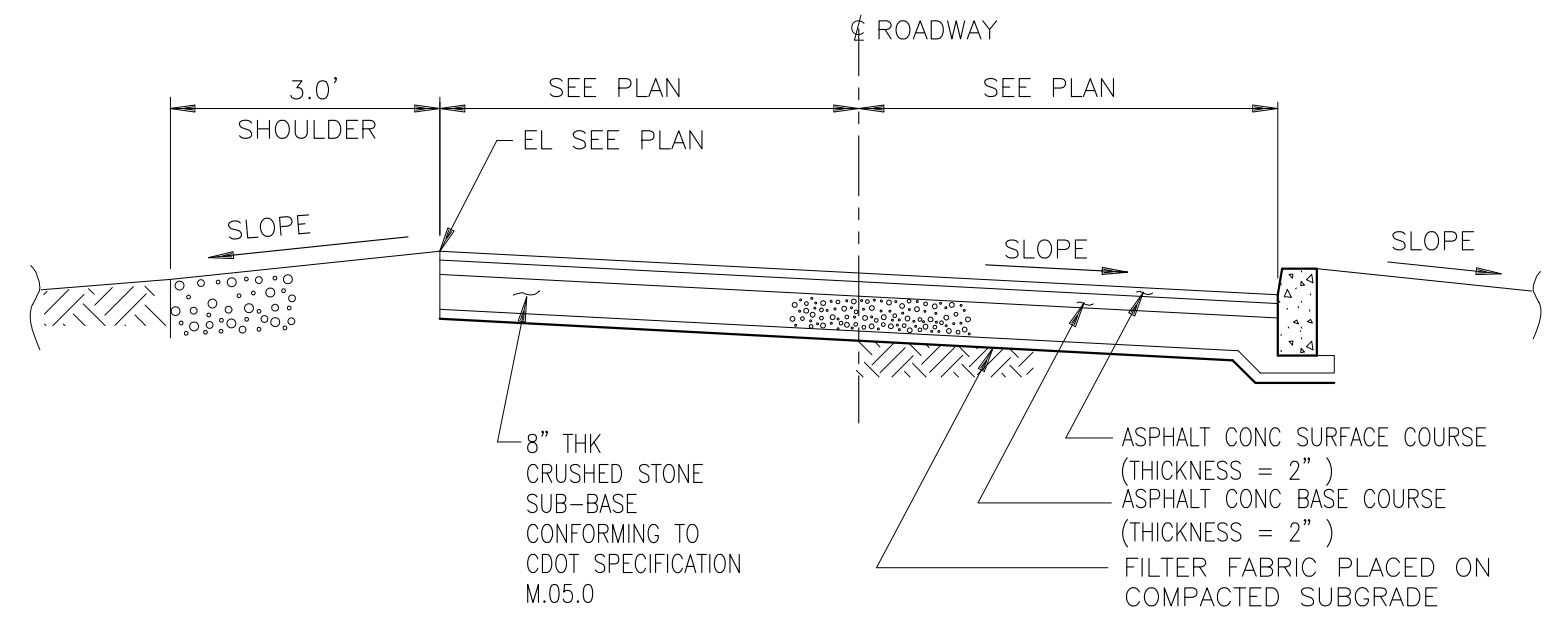 ℄ ROADWAY
3.0'
SHOULDER
SEE PLAN
SEE PLAN
EL SEE PLAN
SLOPE
SLOPE
SLOPE
8" THK
CRUSHED STONE
SUB-BASE
CONFORMING TO
CDOT SPECIFICATION
M.05.0
ASPHALT CONC SURFACE COURSE
(THICKNESS = 2" )
ASPHALT CONC BASE COURSE
(THICKNESS = 2" )
FILTER FABRIC PLACED ON
COMPACTED SUBGRADE